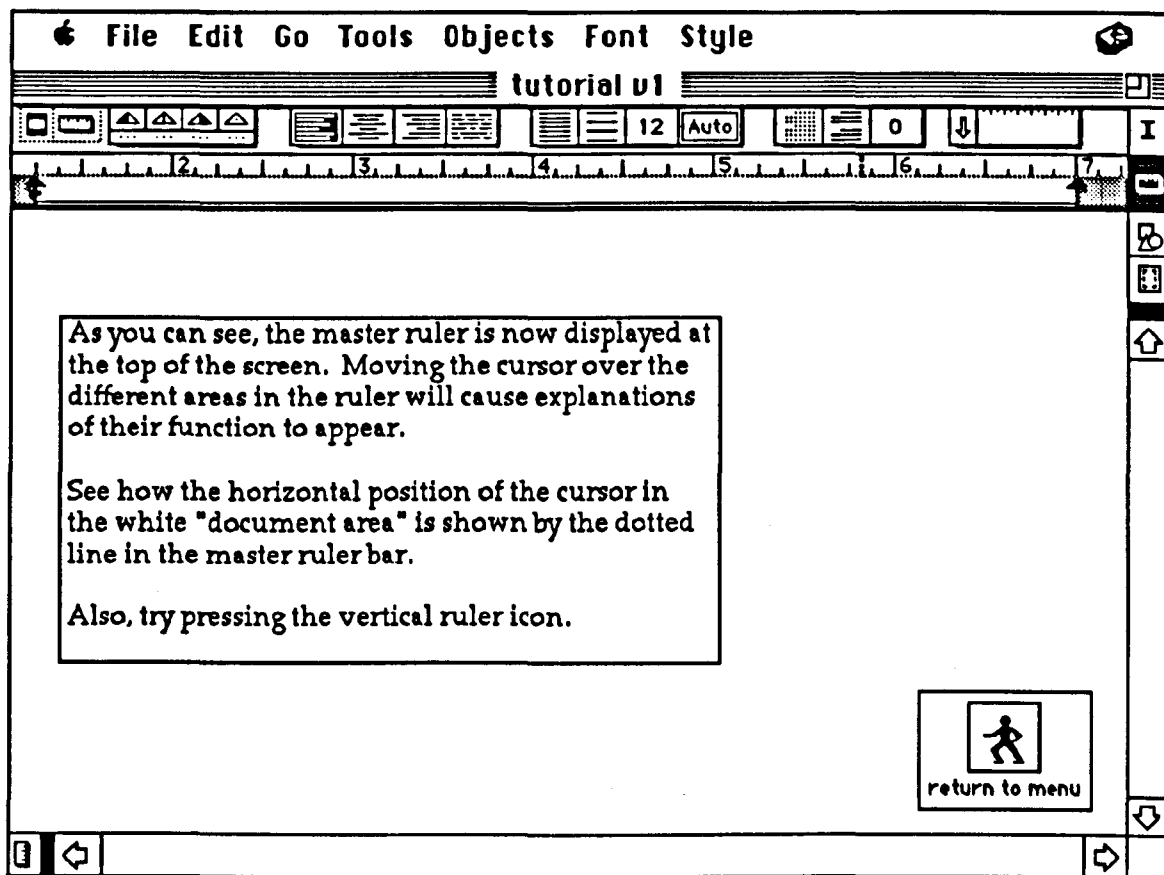 File Edit Go Tools Objects Font Style
tutorial v1
12 Auto 0
2 3 4 5 6 7
As you can see, the master ruler is now displayed at
the top of the screen. Moving the cursor over the
different areas in the ruler will cause explanations
of their function to appear.
See how the horizontal position of the cursor in
the white "document area" is shown by the dotted
line in the master ruler bar.
Also, try pressing the vertical ruler icon.
return to menu